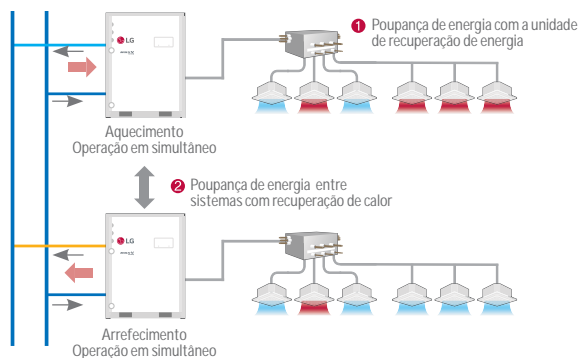 1 Poupança de energia com a unidade
de recuperação de energia
LG
Aquecimento
Operação em simultâneo
2 Poupança de energia entre
sistemas com recuperação de calor
LG
Arrefecimento
Operação em simultâneo